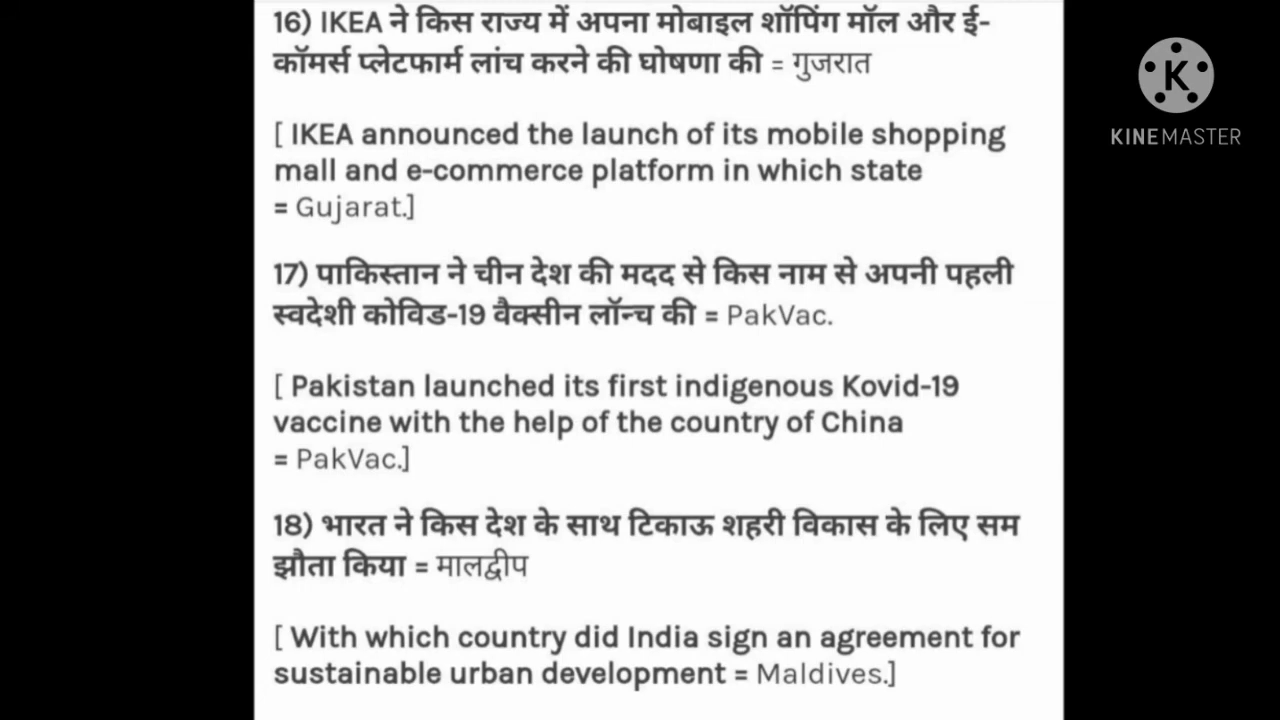 16) IKEA ने किस राज्य में अपना मोबाइल शॉपिंग मॉल और ई-
कॉमर्स प्लेटफार्म लांच करने की घोषणा की = गुजरात
[ IKEA announced the launch of its mobile shopping
mall and e-commerce platform in which state
= Gujarat.]
17) पाकिस्तान ने चीन देश की मदद से किस नाम से अपनी पहली
स्वदेशी कोविड-19 वैक्सीन लॉन्च की = PakVac.
[ Pakistan launched its first indigenous Kovid-19
vaccine with the help of the country of China
= PakVac.]
18) भारत ने किस देश के साथ टिकाऊ शहरी विकास के लिए सम
झौता किया = मालद्वीप
[ With which country did India sign an agreement for
sustainable urban development = Maldives.]
K
KINEMASTER